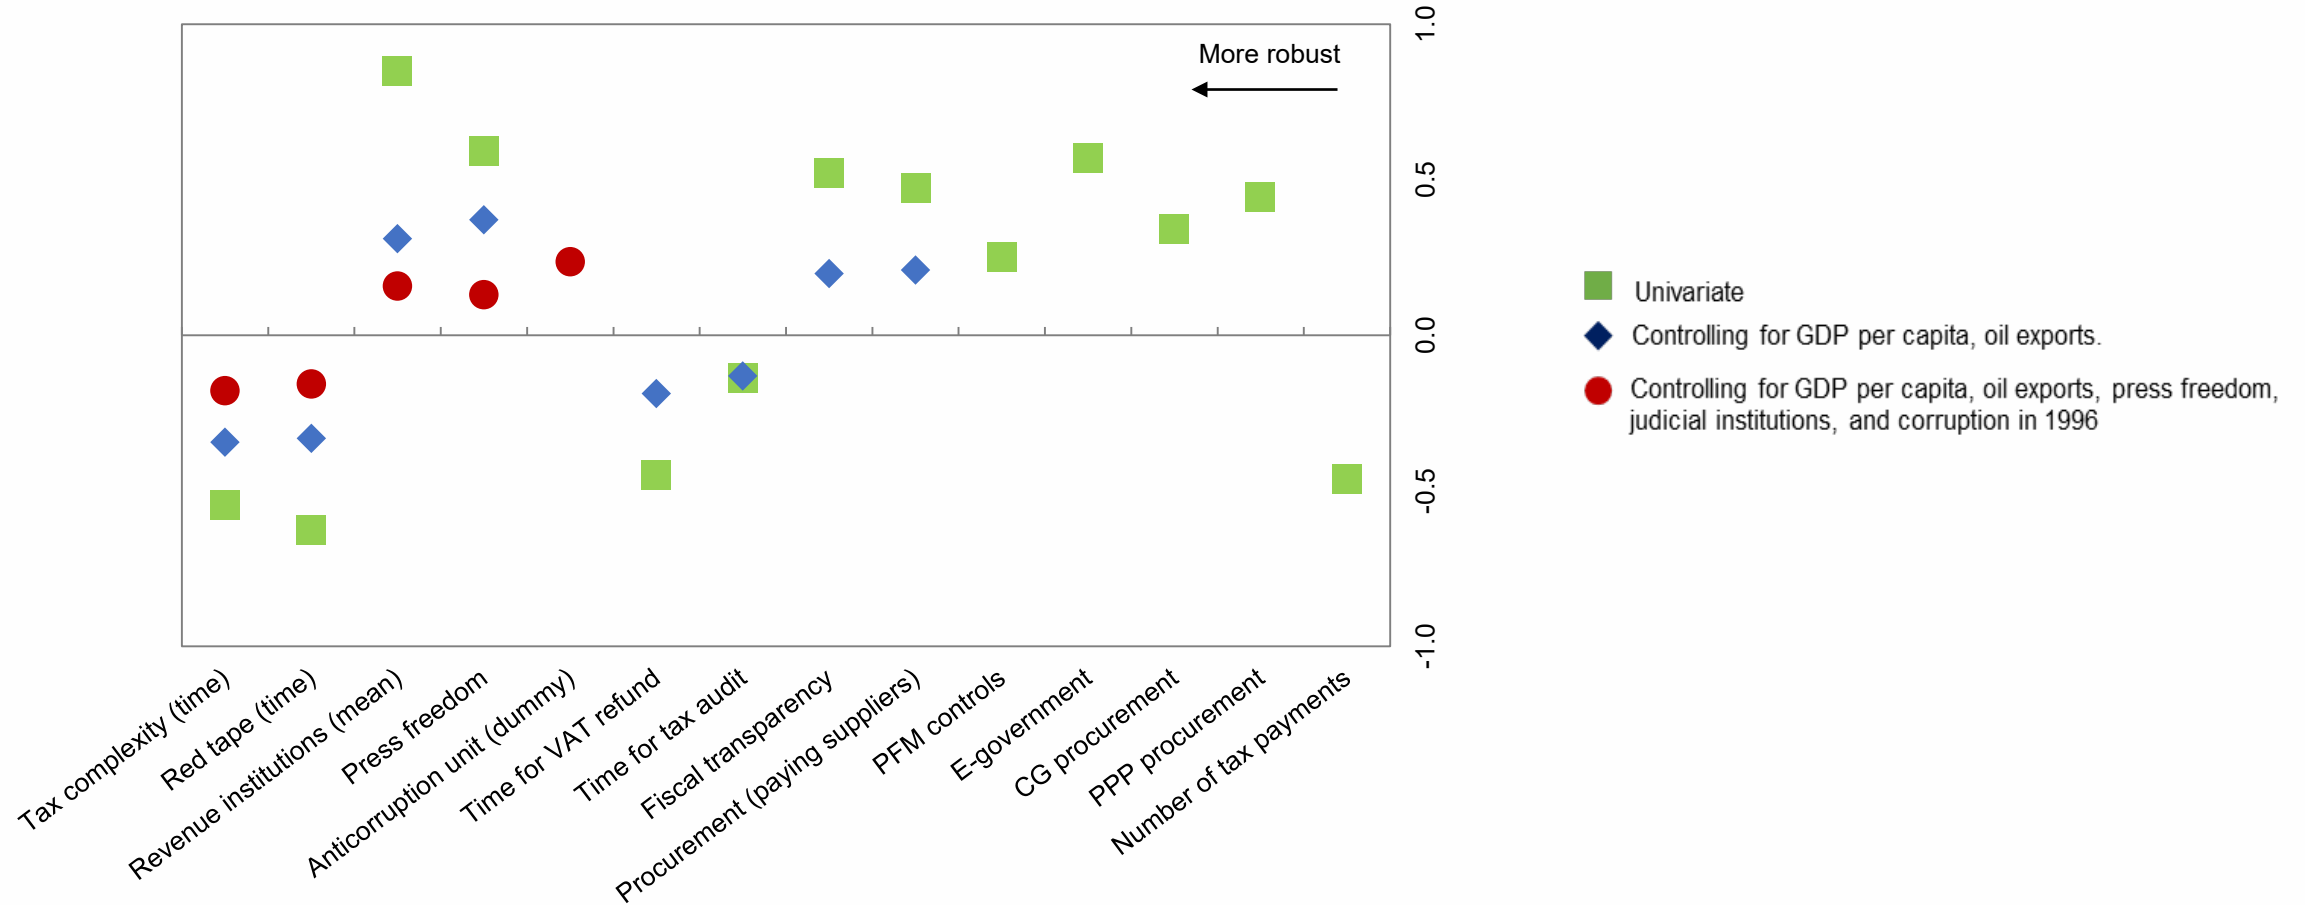 More robust
1.0
0.5
0.0
-0.5
-1.0
Tax complexity (time)
Red tape (time)
Revenue institutions (mean)
Press freedom
Anticorruption unit (dummy)
Time for VAT refund
Time for tax audit
Fiscal transparency
Procurement (paying suppliers)
PFM controls
E-government
CG procurement
PPP procurement
Number of tax payments
Univariate
Controlling for GDP per capita, oil exports.
Controlling for GDP per capita, oil exports, press freedom,
judicial institutions, and corruption in 1996